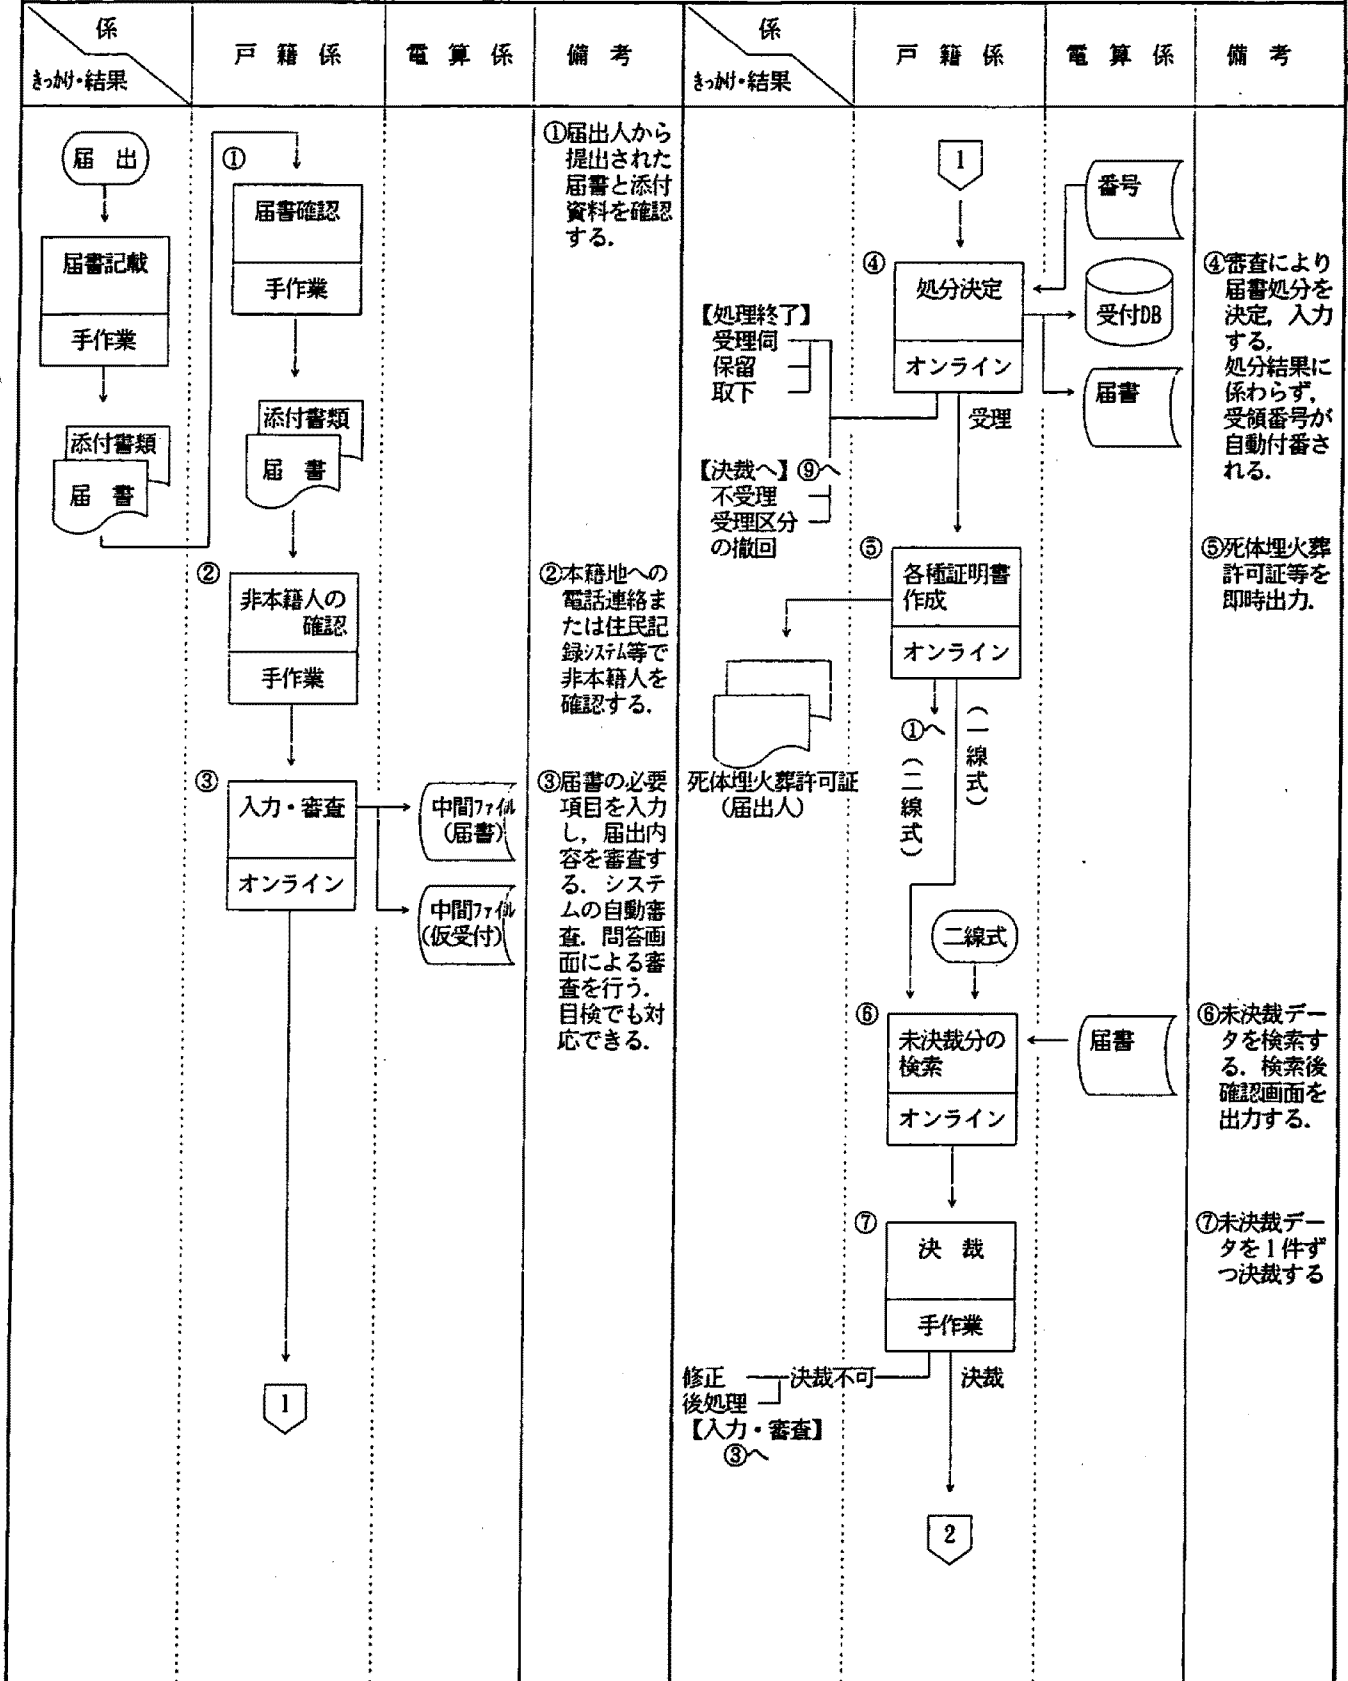 係
きっかけ・結果
戸籍係
電算係
備考
届出
届書記載
手作業
添付書類
届書
①
届書確認
手作業
添付書類
届書
②
非本籍人の
確認
手作業
③
入力・審査
オンライン
1
中間ファイル
(届書)
中間ファイル
(仮受付)
①届出人から
提出された
届書と添付
資料を確認
する.
②本籍地への
電話連絡ま
たは住民記
録システム等で
非本籍人を
確認する.
③届書の必要
項目を入力
し，届出内
容を審査す
る．システ
ムの自動審
査．問答画
面による審
査を行う．
目検でも対
応できる．
係
きっかけ・結果
戸籍係
電算係
備考
1
④
処分決定
オンライン
番号
受付DB
届書
【処理終了】
受理伺
保留
取下
受理
【決裁へ】⑨へ
不受理
受理区分
の撤回
⑤
各種証明書
作成
オンライン
死体埋火葬許可証
(届出人)
①へ
(二線式)
(一線式)
二線式
⑥
未決裁分の
検索
オンライン
届書
⑦
決裁
手作業
修正
決裁不可
決裁
後処理
【入力・審査】
③へ
2
④審査により
届書処分を
決定，入力
する．
処分結果に
係わらず，
受領番号が
自動付番さ
れる．
⑤死体埋火葬
許可証等を
即時出力．
⑥未決裁デー
タを検索す
る．検索後
確認画面を
出力する．
⑦未決裁デー
タを1件ず
つ決裁する